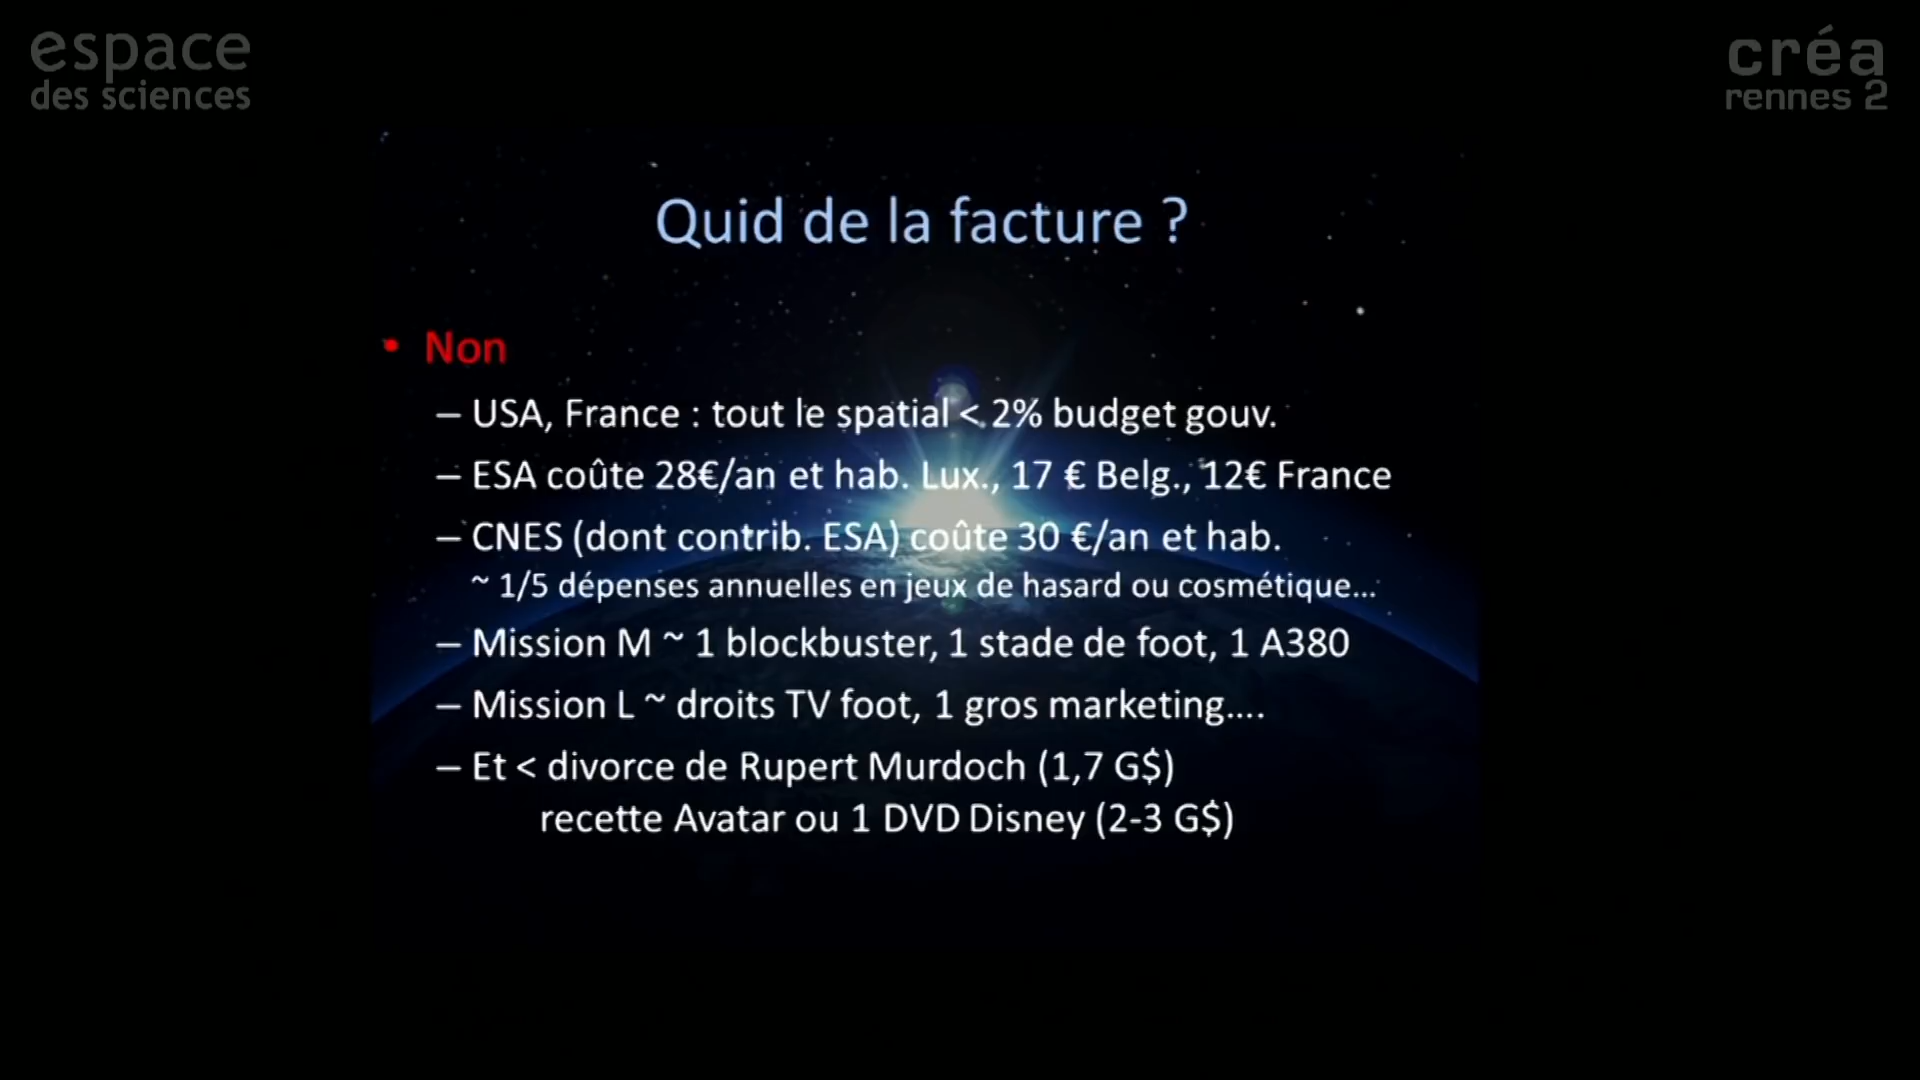 espace
des sciences
créa
rennes 2
Quid de la facture ?
• Non
– USA, France : tout le spatial < 2% budget gouv.
– ESA coûte 28€/an et hab. Lux., 17 € Belg., 12€ France
– CNES (dont contrib. ESA) coûte 30 €/an et hab.
~ 1/5 dépenses annuelles en jeux de hasard ou cosmétique...
– Mission M ~ 1 blockbuster, 1 stade de foot, 1 A380
– Mission L ~ droits TV foot, 1 gros marketing....
– Et < divorce de Rupert Murdoch (1,7 G$)
recette Avatar ou 1 DVD Disney (2-3 G$)